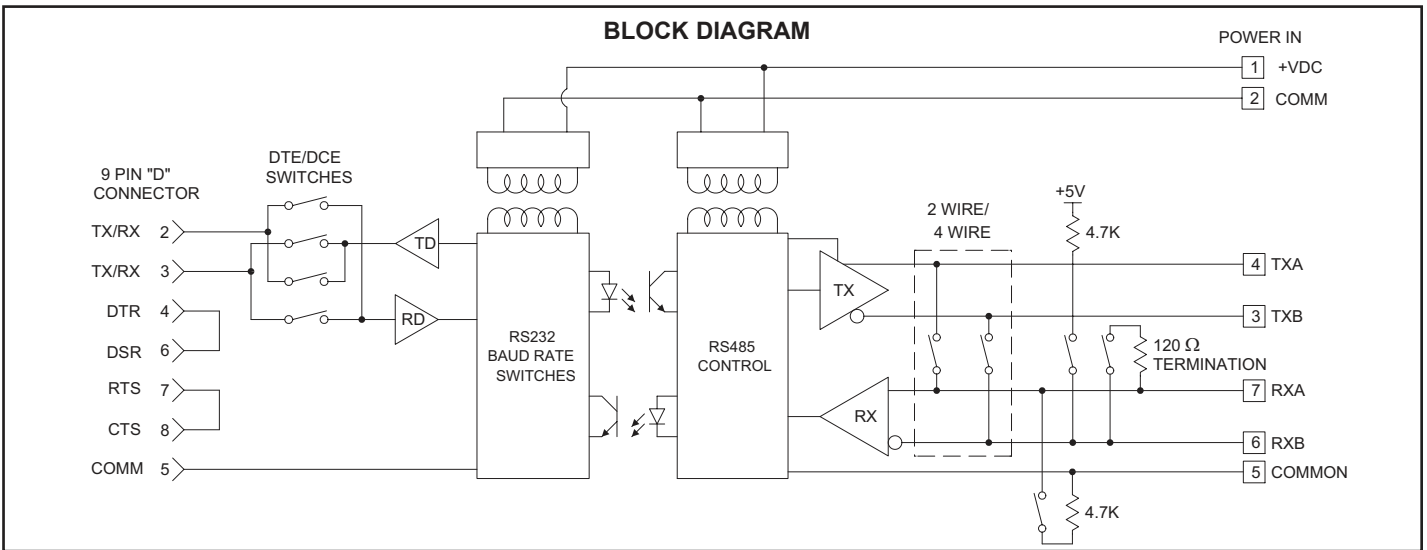 BLOCK DIAGRAM
POWER IN
1 +VDC
2 COMM
9 PIN "D"
CONNECTOR
DTE/DCE
SWITCHES
TX/RX 2
TX/RX 3
DTR 4
DSR 6
RTS 7
CTS 8
COMM 5
TD
RD
RS232
BAUD RATE
SWITCHES
RS485
CONTROL
TX
RX
2 WIRE/
4 WIRE
+5V
4.7K
120 Ω
TERMINATION
4.7K
4 TXA
3 TXB
7 RXA
6 RXB
5 COMMON